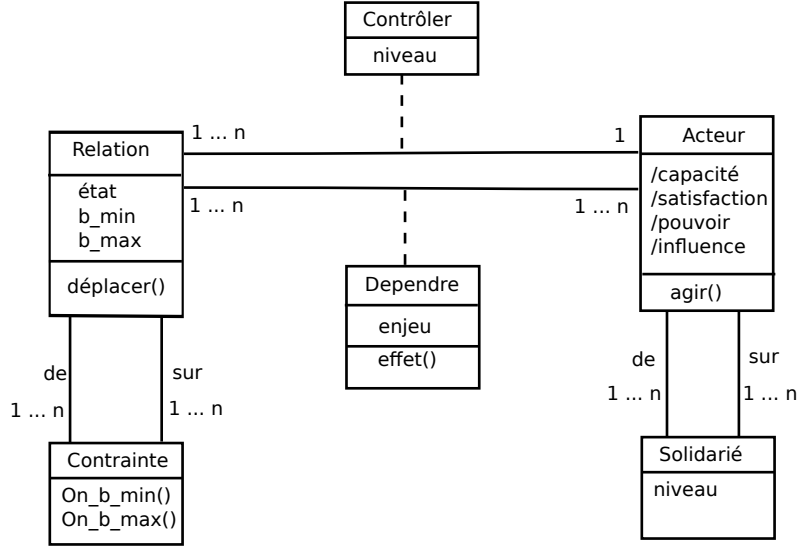 Contrôler
niveau
1 ... n
1
Relation
Acteur
état
b_min
b_max
/capacité
/satisfaction
/pouvoir
/influence
1 ... n
1 ... n
déplacer()
Dependre
agir()
enjeu
effet()
de
sur
de
sur
1 ... n
1 ... n
1 ... n
1 ... n
Contrainte
Solidarié
On_b_min()
On_b_max()
niveau